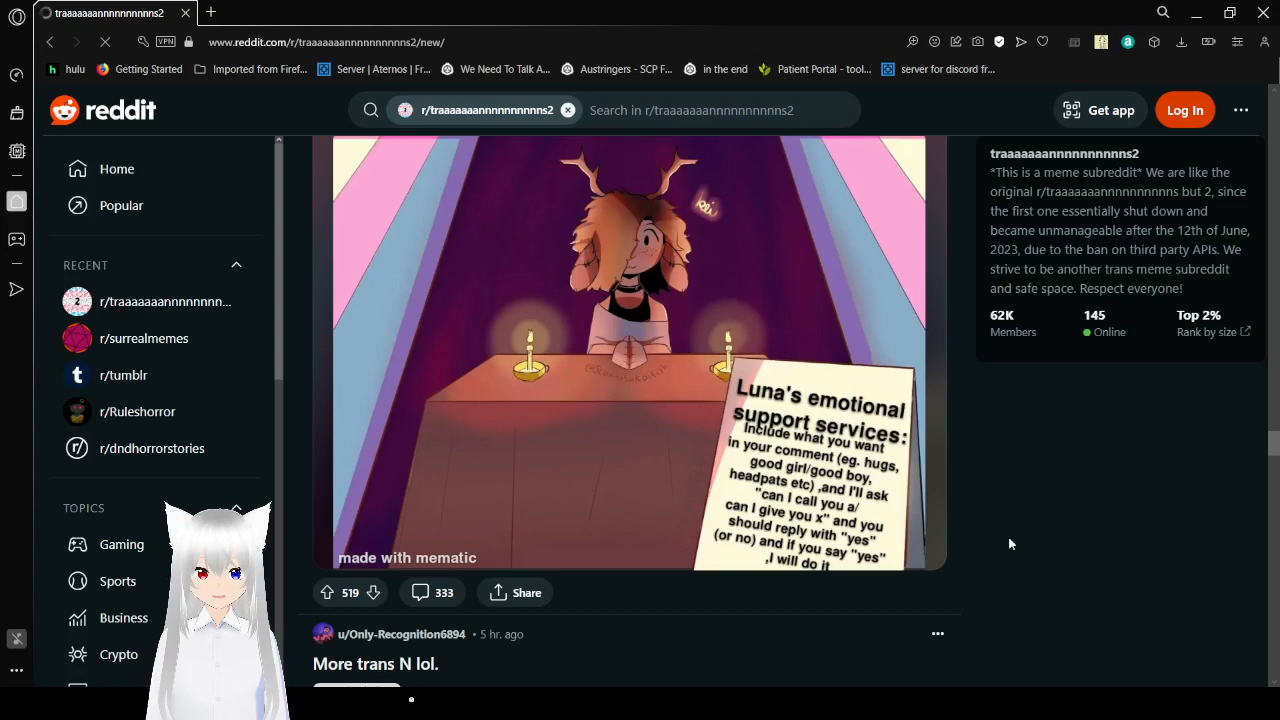 traaaaaaannnnnnnnnns2
VPN
www.reddit.com/r/traaaaaaannnnnnnnnns2/new/
hulu
Getting Started
Imported from Firef...
Server | Aternos | Fr...
We Need To Talk A...
Austringers - SCP F...
in the end
Patient Portal - tool...
server for discord fr...
reddit
r/traaaaaaannnnnnnnnns2
Search in r/traaaaaaannnnnnnnnns2
Get app
Log In
Home
Popular
RECENT
r/traaaaaaannnnnnn...
r/surrealmemes
r/tumblr
r/Ruleshorror
r/dndhorrorstories
TOPICS
Gaming
Sports
Business
Crypto
Luna's emotional
support services:
Include what you want
in your comment (eg. hugs,
good girl/good boy,
headpats etc) ,and I'll ask
"can I call you a/
can I give you x" and you
should reply with "yes"
(or no) and if you say "yes"
,I will do it
made with mematic
519
333
Share
u/Only-Recognition6894 • 5 hr. ago
More trans N lol.
traaaaaaannnnnnnnnns2
*This is a meme subreddit* We are like the
original r/traaaaaaannnnnnnnnns but 2, since
the first one essentially shut down and
became unmanageable after the 12th of June,
2023, due to the ban on third party APIs. We
strive to be another trans meme subreddit
and safe space. Respect everyone!
62K
Members
145
Online
Top 2%
Rank by size